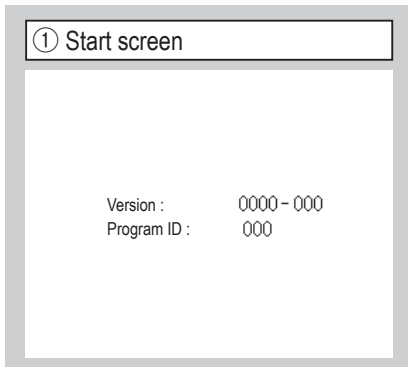 ① Start screen
Version : 0000-000
Program ID : 000